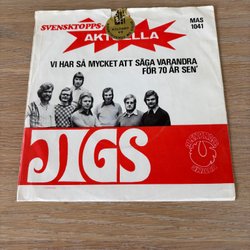 SVENSKTOPPS-
AKTUELLA
MAS
1041
VI HAR SÅ MYCKET ATT SÄGA VARANDRA
FÖR 70 ÅR SEN'
JIGS